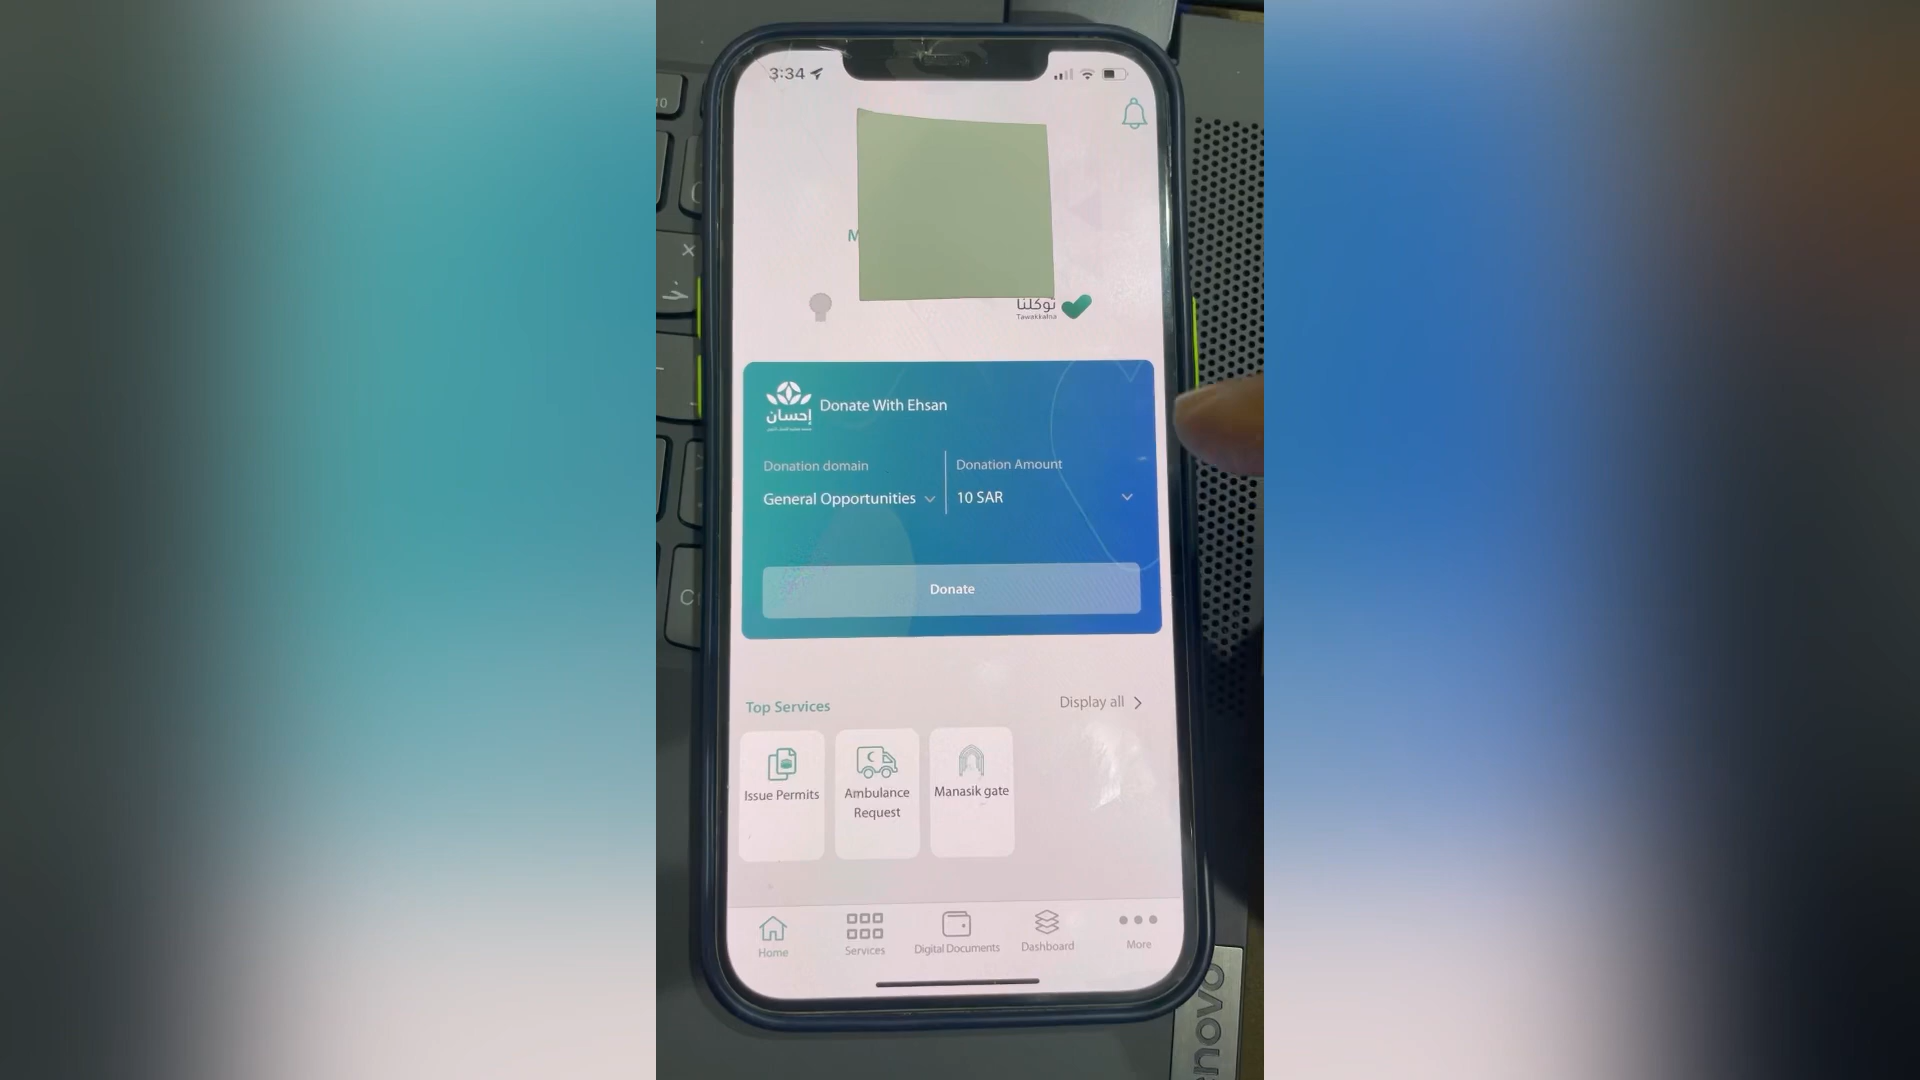 3:34
M
توكلنا
Tawakkalna
إحسان
Donate With Ehsan
Donation domain
Donation Amount
General Opportunities
10 SAR
Donate
Top Services
Display all
Issue Permits
Ambulance
Request
Manasik gate
Home
Services
Digital Documents
Dashboard
More